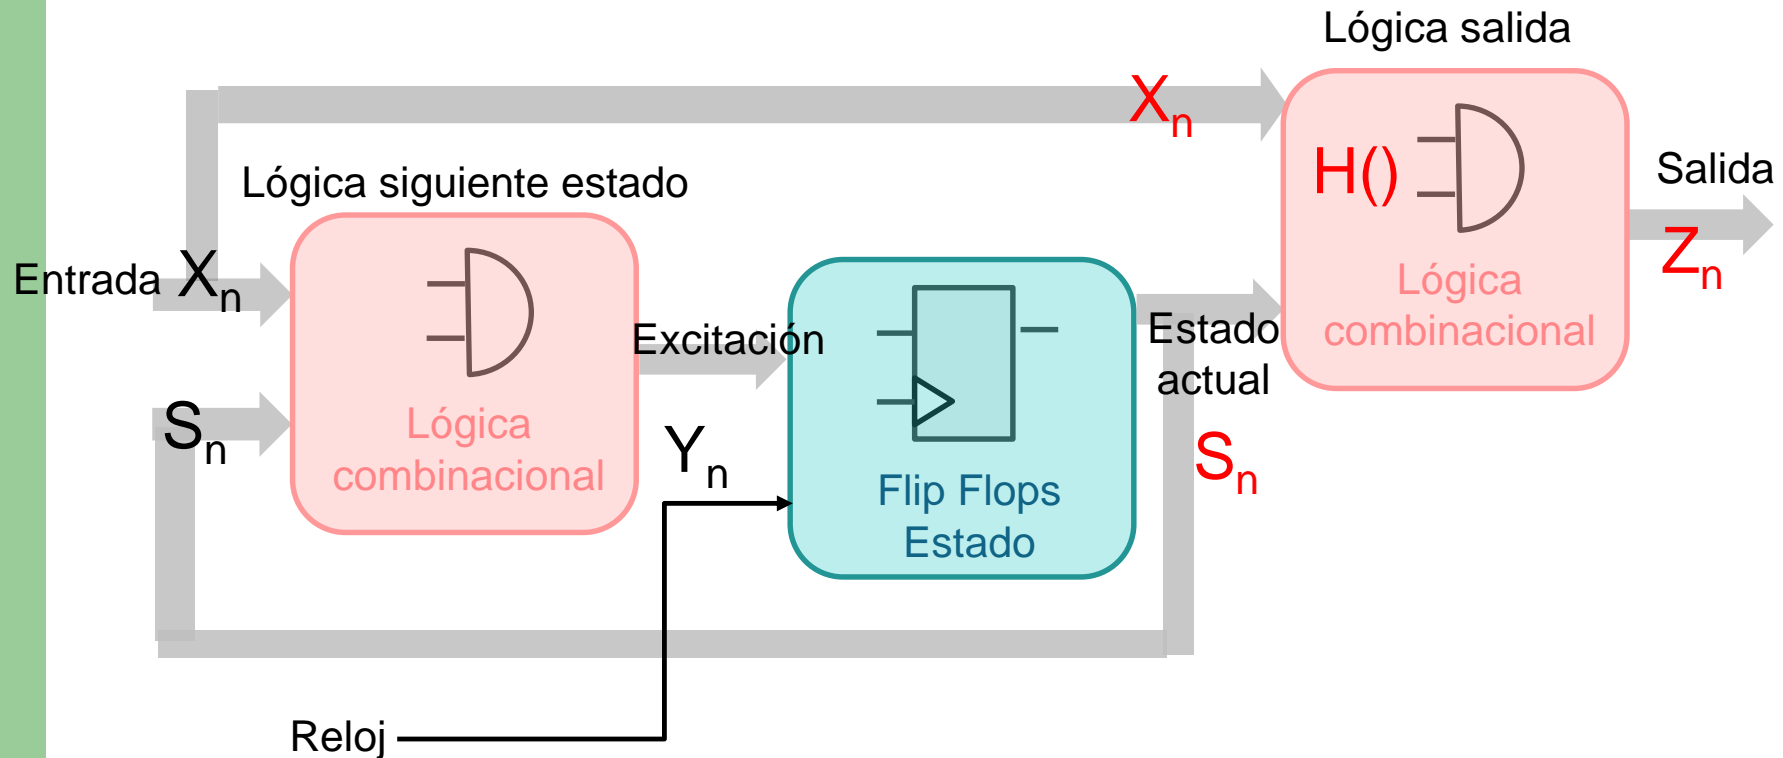 Lógica salida
Xn
Lógica siguiente estado
H()
Salida
Entrada Xn
Zn
Lógica
combinacional
Excitación
Estado
actual
Sn
Lógica
combinacional
Yn
Sn
Flip Flops
Estado
Reloj